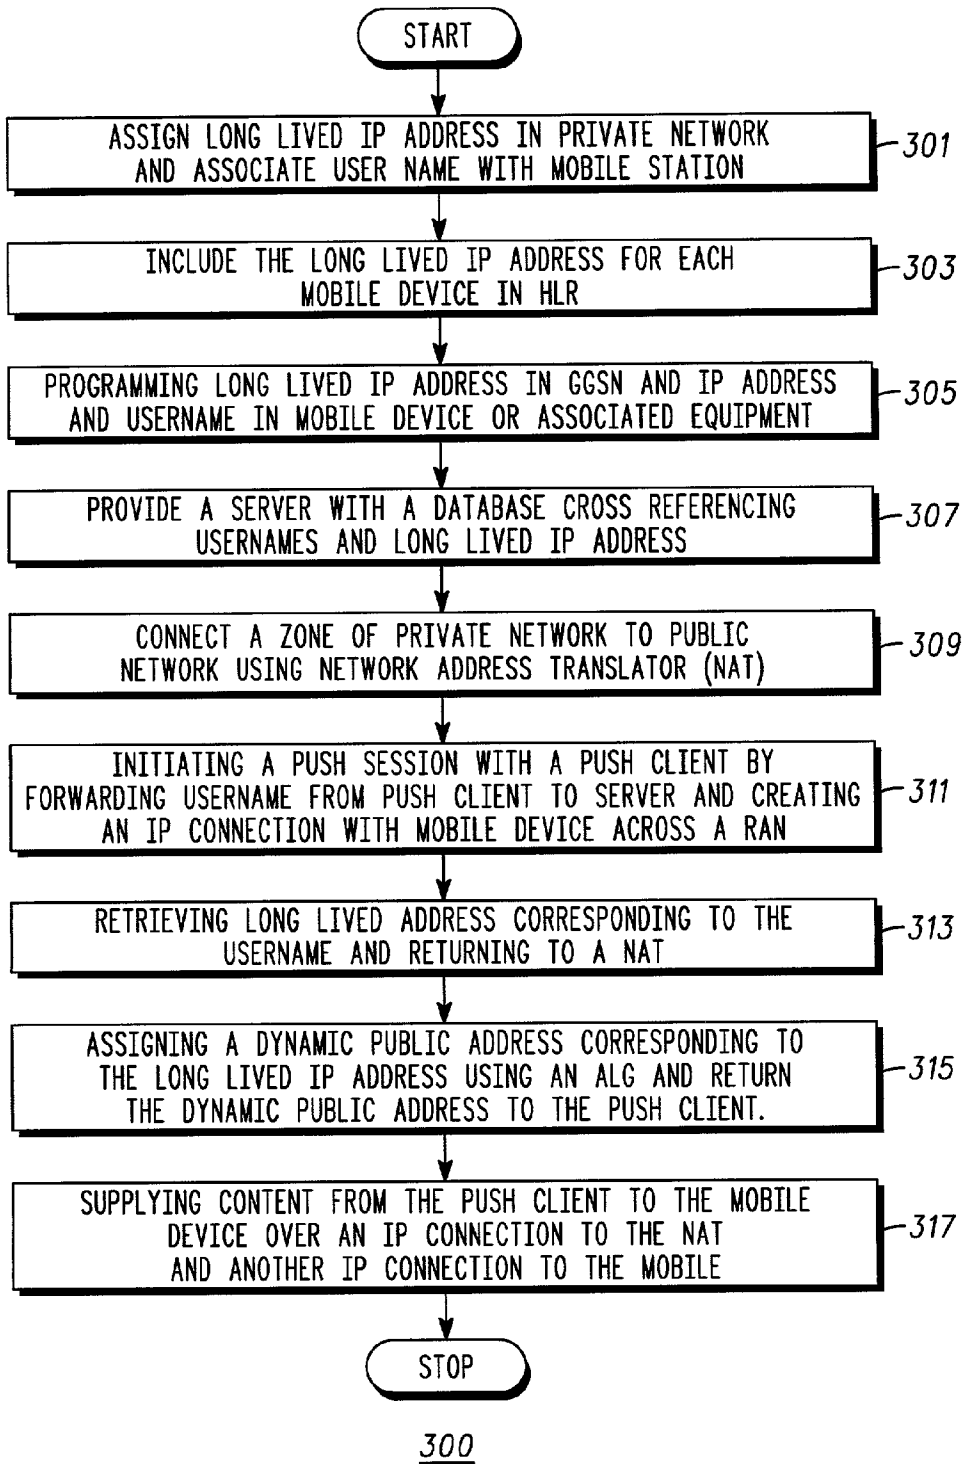 START
ASSIGN LONG LIVED IP ADDRESS IN PRIVATE NETWORK
AND ASSOCIATE USER NAME WITH MOBILE STATION
301
INCLUDE THE LONG LIVED IP ADDRESS FOR EACH
MOBILE DEVICE IN HLR
303
PROGRAMMING LONG LIVED IP ADDRESS IN GGSN AND IP ADDRESS
AND USERNAME IN MOBILE DEVICE OR ASSOCIATED EQUIPMENT
305
PROVIDE A SERVER WITH A DATABASE CROSS REFERENCING
USERNAMES AND LONG LIVED IP ADDRESS
307
CONNECT A ZONE OF PRIVATE NETWORK TO PUBLIC
NETWORK USING NETWORK ADDRESS TRANSLATOR (NAT)
309
INITIATING A PUSH SESSION WITH A PUSH CLIENT BY
FORWARDING USERNAME FROM PUSH CLIENT TO SERVER AND CREATING
AN IP CONNECTION WITH MOBILE DEVICE ACROSS A RAN
311
RETRIEVING LONG LIVED ADDRESS CORRESPONDING TO THE
USERNAME AND RETURNING TO A NAT
313
ASSIGNING A DYNAMIC PUBLIC ADDRESS CORRESPONDING TO
THE LONG LIVED IP ADDRESS USING AN ALG AND RETURN
THE DYNAMIC PUBLIC ADDRESS TO THE PUSH CLIENT.
315
SUPPLYING CONTENT FROM THE PUSH CLIENT TO THE MOBILE
DEVICE OVER AN IP CONNECTION TO THE NAT
AND ANOTHER IP CONNECTION TO THE MOBILE
317
STOP
300